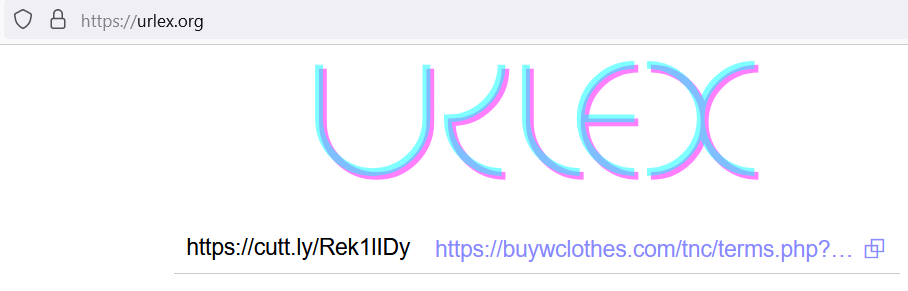 https://urlex.org
URLEX
https://cutt.ly/Rek1lIDy https://buywclothes.com/tnc/terms.php?...